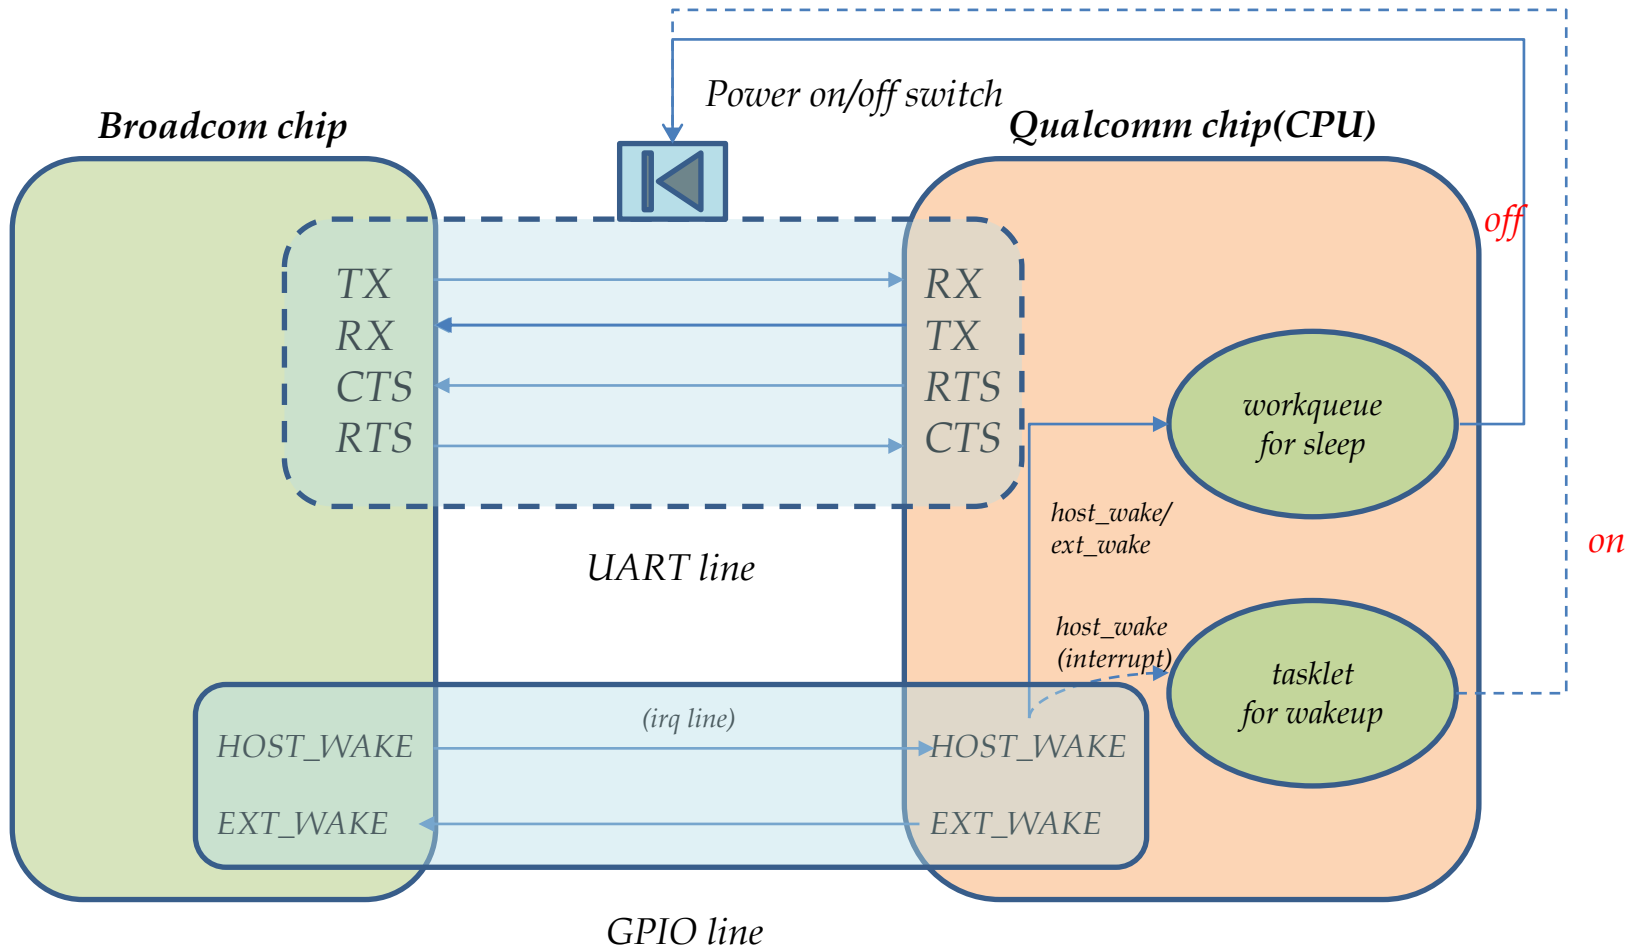 Power on/off switch
Broadcom chip
Qualcomm chip(CPU)
off
TX
RX
CTS
RTS
RX
TX
RTS
CTS
workqueue
for sleep
host_wake/
ext_wake
on
UART line
host_wake
(interrupt)
tasklet
for wakeup
(irq line)
HOST_WAKE
HOST_WAKE
EXT_WAKE
EXT_WAKE
GPIO line